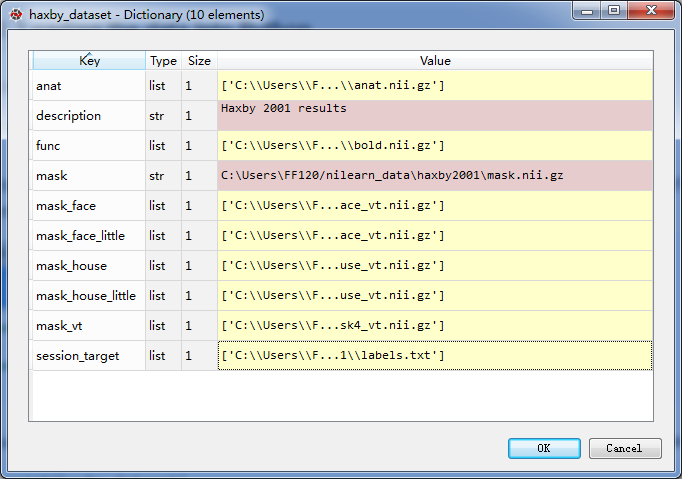 haxby_dataset - Dictionary (10 elements)
Key Type Size Value
anat list 1 ['C:\\Users\\F...\\anat.nii.gz']
description str 1 Haxby 2001 results
func list 1 ['C:\\Users\\F...\\bold.nii.gz']
mask str 1 C:\Users\FF120/nilearn_data\haxby2001\mask.nii.gz
mask_face list 1 ['C:\\Users\\F...ace_vt.nii.gz']
mask_face_little list 1 ['C:\\Users\\F...ace_vt.nii.gz']
mask_house list 1 ['C:\\Users\\F...use_vt.nii.gz']
mask_house_little list 1 ['C:\\Users\\F...use_vt.nii.gz']
mask_vt list 1 ['C:\\Users\\F...sk4_vt.nii.gz']
session_target list 1 ['C:\\Users\\F...1\\labels.txt']
OK Cancel